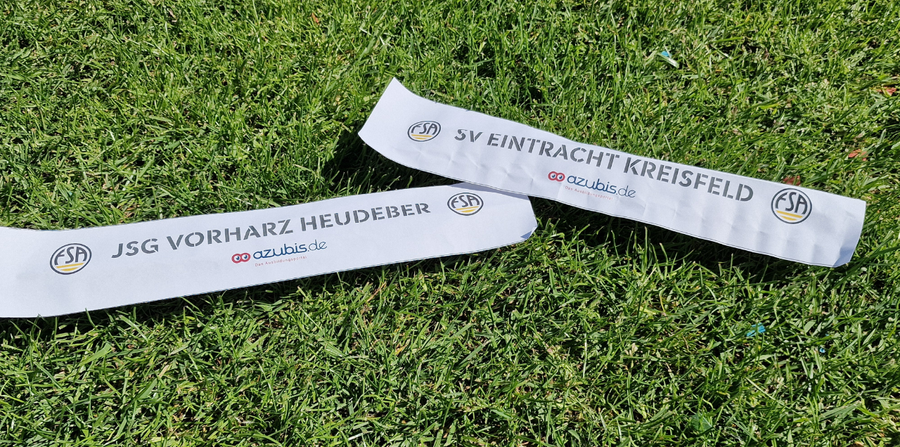 FSA SV EINTRACHT KREISFELD FSA
azubis.de
FSA JSG VORHARZ HEUDEBER FSA
azubis.de